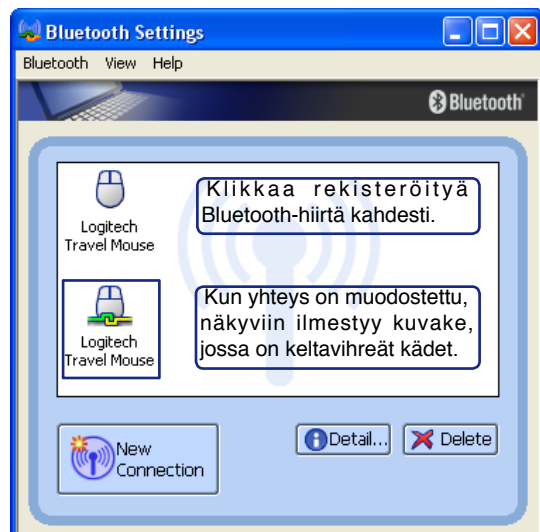 Bluetooth Settings
Bluetooth View Help
Bluetooth
Logitech
Travel Mouse
Klikkaa rekisteröityä
Bluetooth-hiirtä kahdesti.
Logitech
Travel Mouse
Kun yhteys on muodostettu,
näkyviin ilmestyy kuvake,
jossa on keltavihreät kädet.
New
Connection
Detail...
Delete